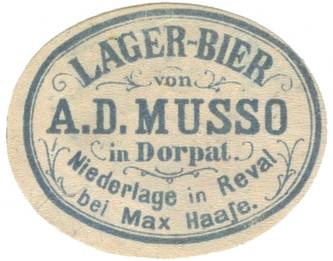 LAGER-BIER
von
A.D. MUSSO
in Dorpat.
Niederlage in Reval
bei Max Haaſe.